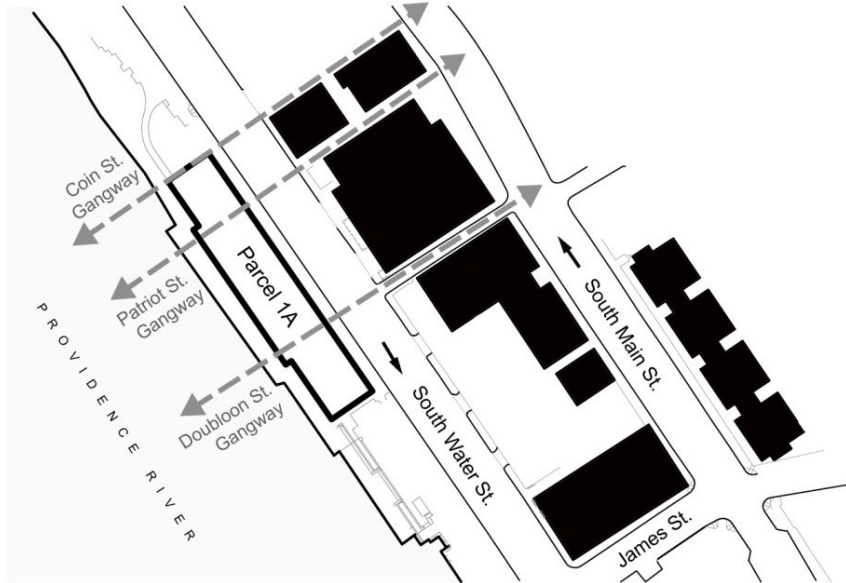 Coin St.
Gangway
Patriot St.
Gangway
Parcel 1A
Doubloon St.
Gangway
PROVIDENCE RIVER
South Water St.
South Main St.
James St.